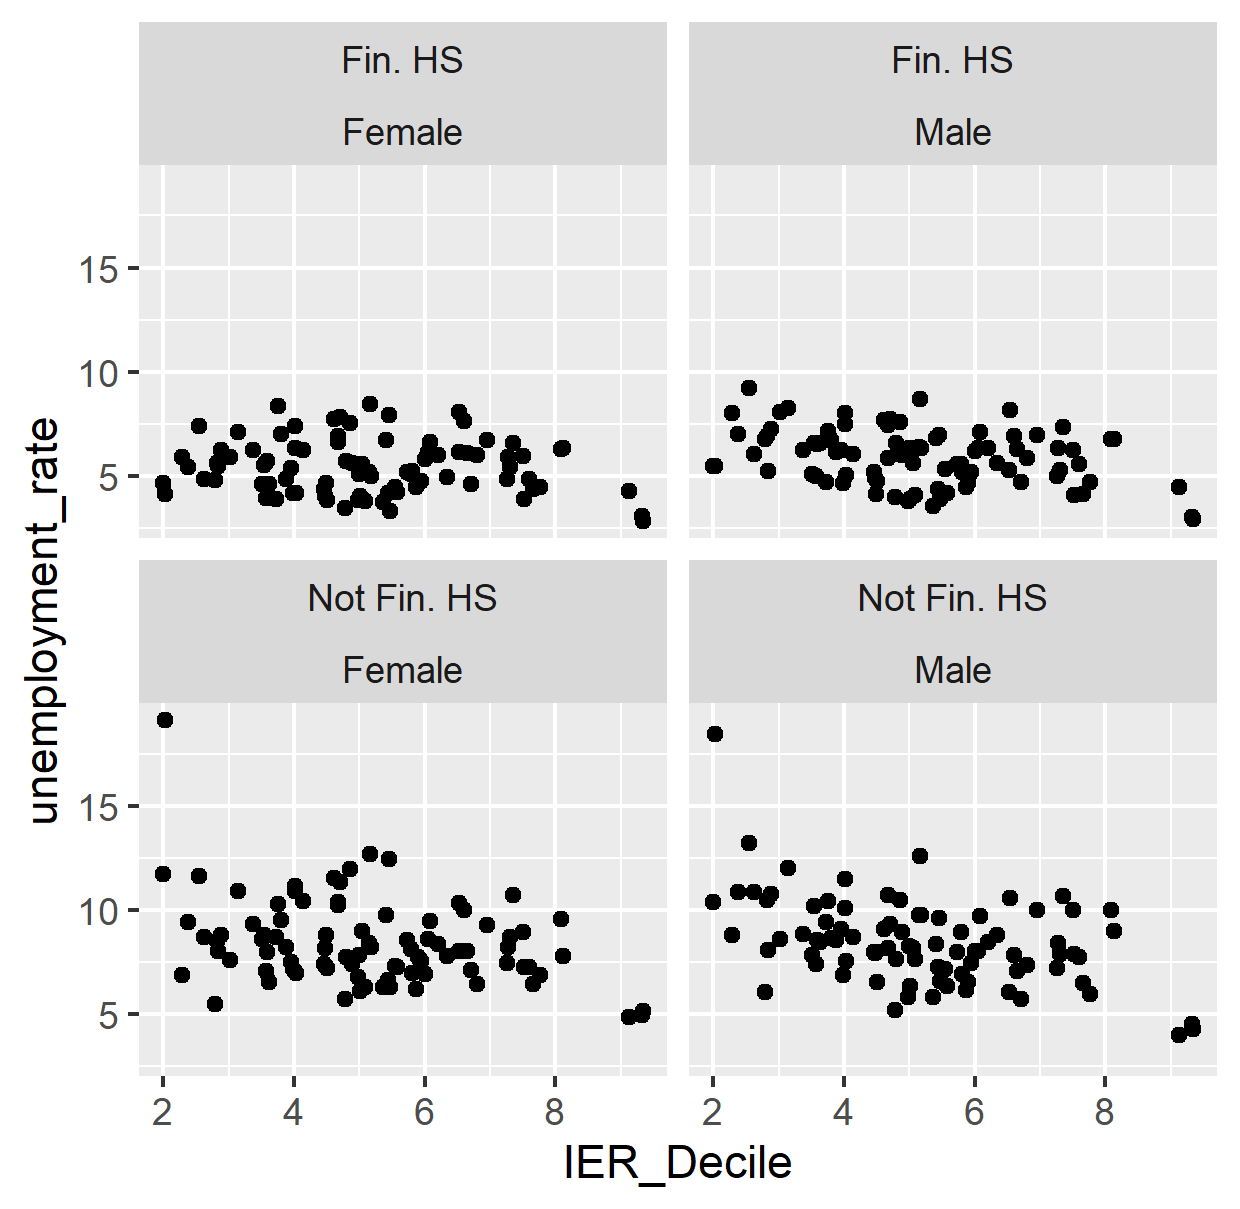 Fin. HS
Female
Fin. HS
Male
15
10
5
Not Fin. HS
Female
Not Fin. HS
Male
15
10
5
2 4 6 8
2 4 6 8
unemployment_rate
IER_Decile